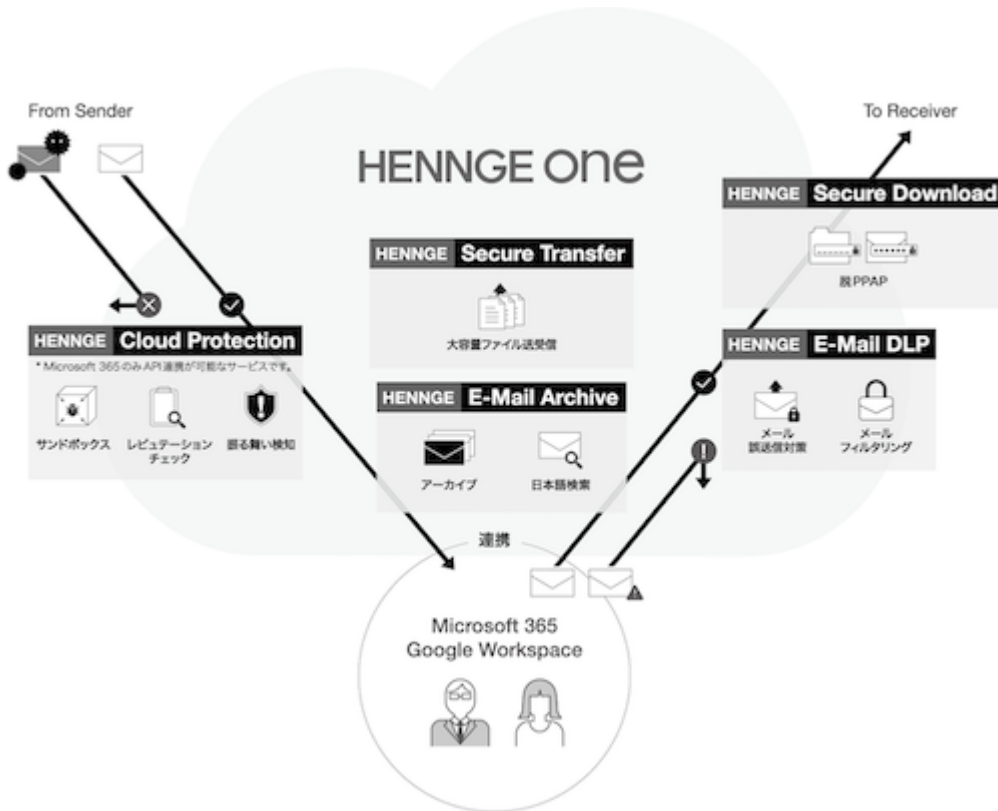 From Sender
To Receiver
HENNGE one
HENNGE Secure Download
脱PPAP
HENNGE Secure Transfer
大容量ファイル送受信
HENNGE Cloud Protection
* Microsoft 365のみAPI連携が可能なサービスです。
サンドボックス
レピュテーション
チェック
振る舞い検知
HENNGE E-Mail DLP
メール
誤送信対策
メール
フィルタリング
HENNGE E-Mail Archive
アーカイブ
日本語検索
連携
Microsoft 365
Google Workspace